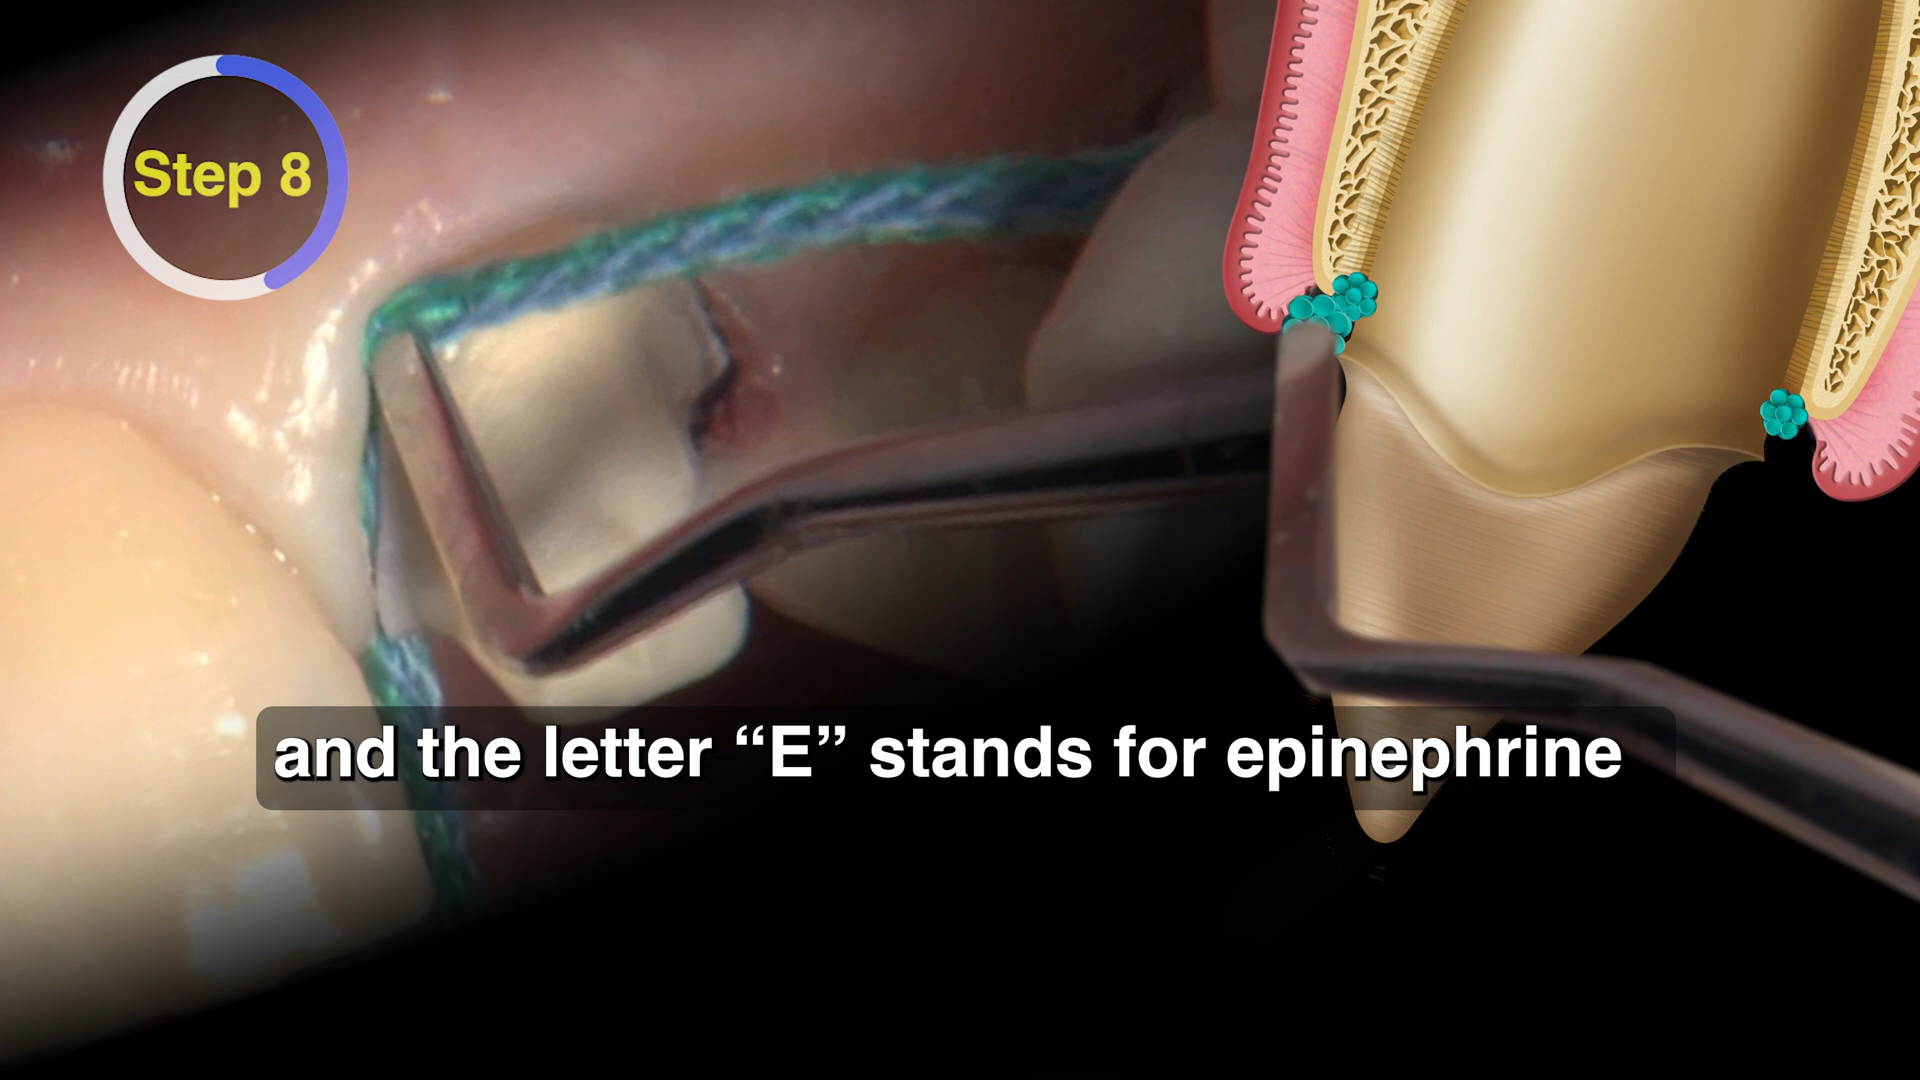 Step 8
and the letter “E” stands for epinephrine